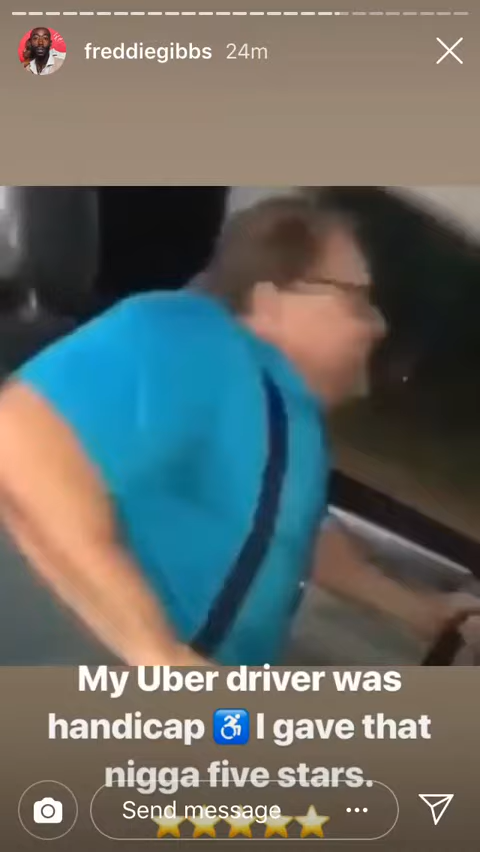 freddiegibbs 24m
My Uber driver was
handicap ♿ I gave that
nigga five stars.
⭐⭐⭐⭐⭐
Send message